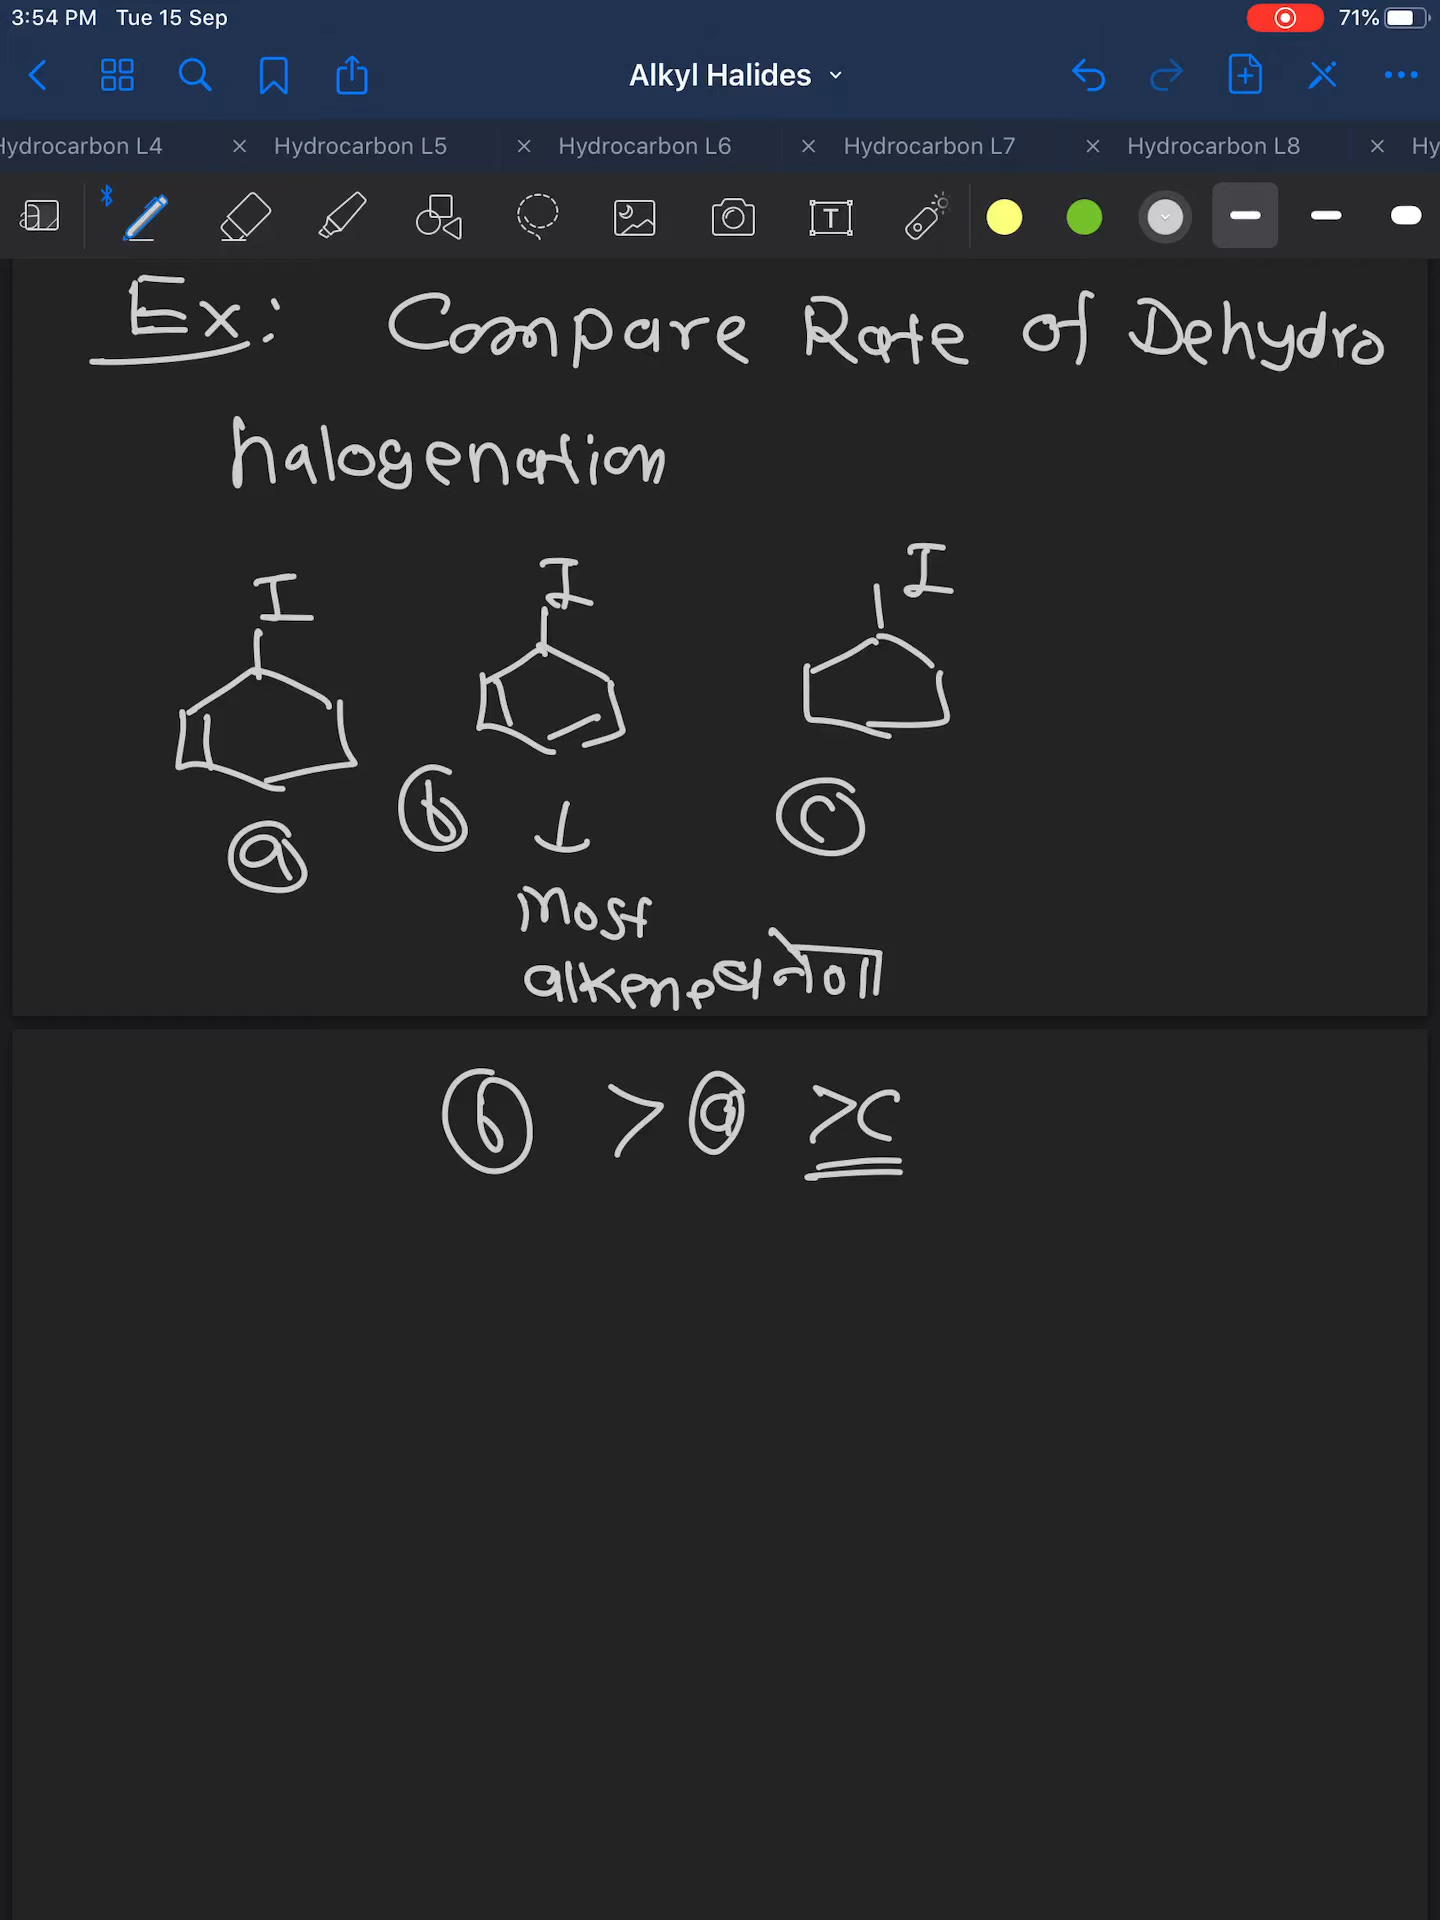 3:54 PM Tue 15 Sep 71%
Alkyl Halides
Hydrocarbon L4 × Hydrocarbon L5 × Hydrocarbon L6 × Hydrocarbon L7 × Hydrocarbon L8 × Hy
Ex: Compare Rate of Dehydro
halogenation
I I I
a b c
most
alkene
b > a > c